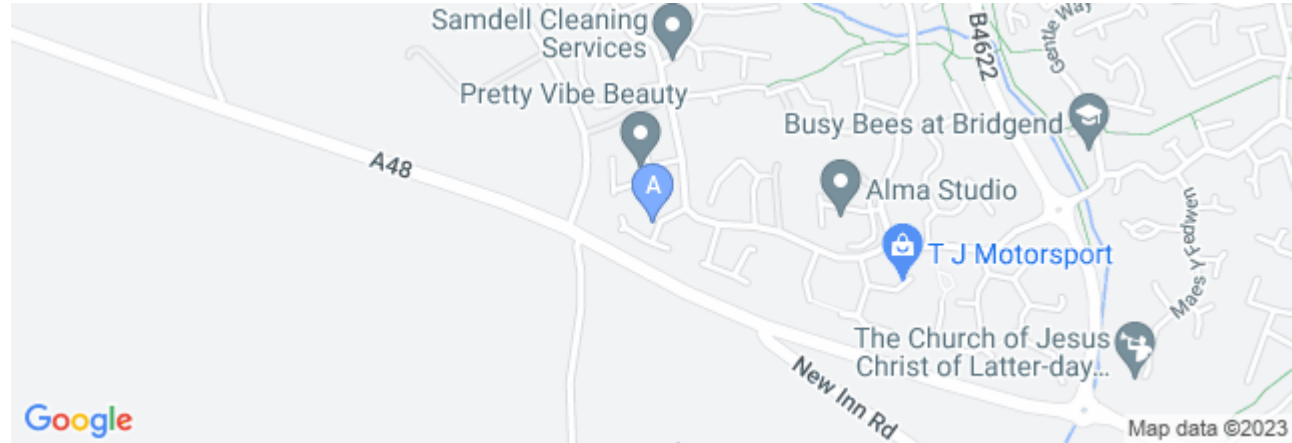 Samdell Cleaning
Services
B4622
Gentle Way
Pretty Vibe Beauty
Busy Bees at Bridgend
A48
A
Alma Studio
Maes Y Fedwen
T J Motorsport
The Church of Jesus
Christ of Latter-day...
New Inn Rd
Google
Map data ©2023